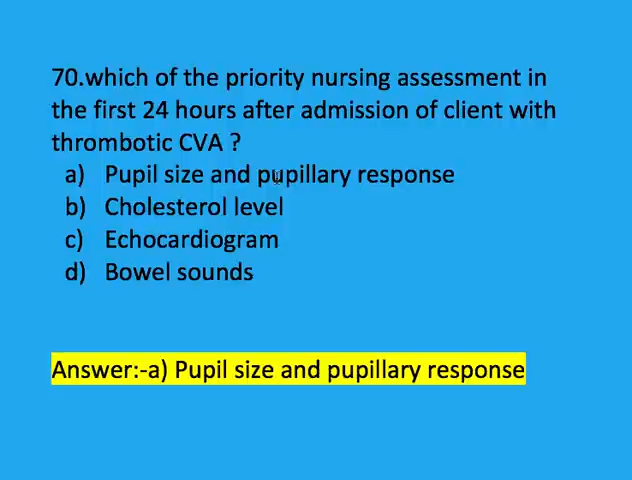 70.which of the priority nursing assessment in
the first 24 hours after admission of client with
thrombotic CVA ?
a) Pupil size and pupillary response
b) Cholesterol level
c) Echocardiogram
d) Bowel sounds
Answer:-a) Pupil size and pupillary response